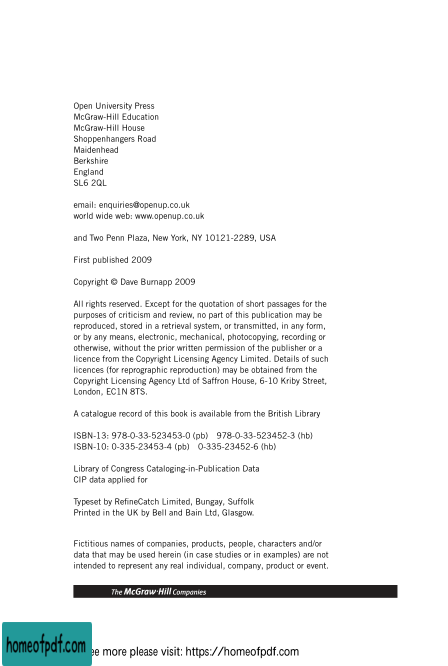 Open University Press
McGraw-Hill Education
McGraw-Hill House
Shoppenhangers Road
Maidenhead
Berkshire
England
SL6 2QL
email: enquiries@openup.co.uk
world wide web: www.openup.co.uk
and Two Penn Plaza, New York, NY 10121-2289, USA
First published 2009
Copyright © Dave Burnapp 2009
All rights reserved. Except for the quotation of short passages for the
purposes of criticism and review, no part of this publication may be
reproduced, stored in a retrieval system, or transmitted, in any form,
or by any means, electronic, mechanical, photocopying, recording or
otherwise, without the prior written permission of the publisher or a
licence from the Copyright Licensing Agency Limited. Details of such
licences (for reprographic reproduction) may be obtained from the
Copyright Licensing Agency Ltd of Saffron House, 6-10 Kriby Street,
London, EC1N 8TS.
A catalogue record of this book is available from the British Library
ISBN-13: 978-0-33-523453-0 (pb) 978-0-33-523452-3 (hb)
ISBN-10: 0-335-23453-4 (pb) 0-335-23452-6 (hb)
Library of Congress Cataloging-in-Publication Data
CIP data applied for
Typeset by RefineCatch Limited, Bungay, Suffolk
Printed in the UK by Bell and Bain Ltd, Glasgow.
Fictitious names of companies, products, people, characters and/or
data that may be used herein (in case studies or in examples) are not
intended to represent any real individual, company, product or event.
The McGraw·Hill Companies
homeofpdf.com
ee more please visit: https://homeofpdf.com